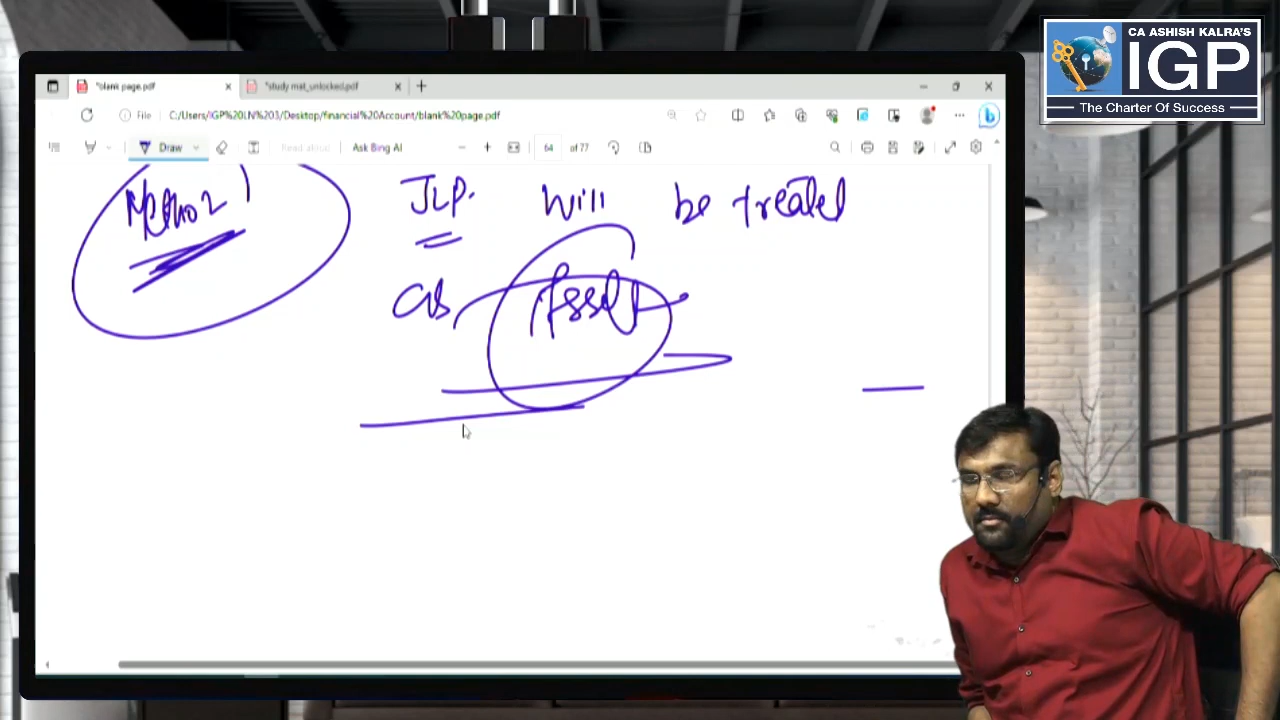 CA ASHISH KALRA'S
IGP
The Charter Of Success
*blank page.pdf
*study mat_unlocked.pdf
File
C:/Users/IGP%20LN%203/Desktop/financial%20Account/blank%20page.pdf
Draw
Read aloud
Ask Bing AI
64 of 77
JLP. will be treated
as Asset